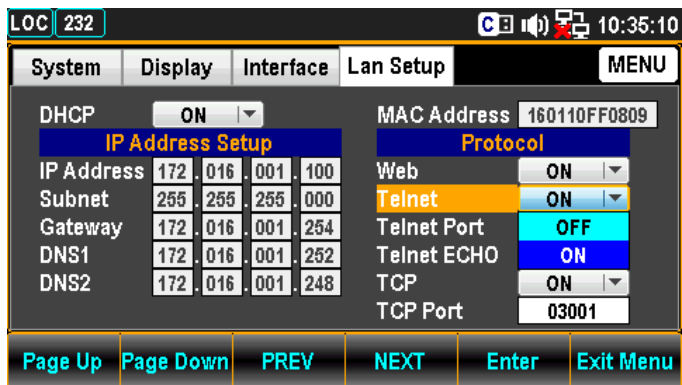 LOC 232 C 10:35:10
System Display Interface Lan Setup MENU
DHCP ON MAC Address 160110FF0809
IP Address Setup Protocol
IP Address 172 . 016 . 001 . 100 Web ON
Subnet 255 . 255 . 255 . 000 Telnet ON
Gateway 172 . 016 . 001 . 254 Telnet Port OFF
DNS1 172 . 016 . 001 . 252 Telnet ECHO ON
DNS2 172 . 016 . 001 . 248 TCP ON
TCP Port 03001
Page Up Page Down PREV NEXT Enter Exit Menu